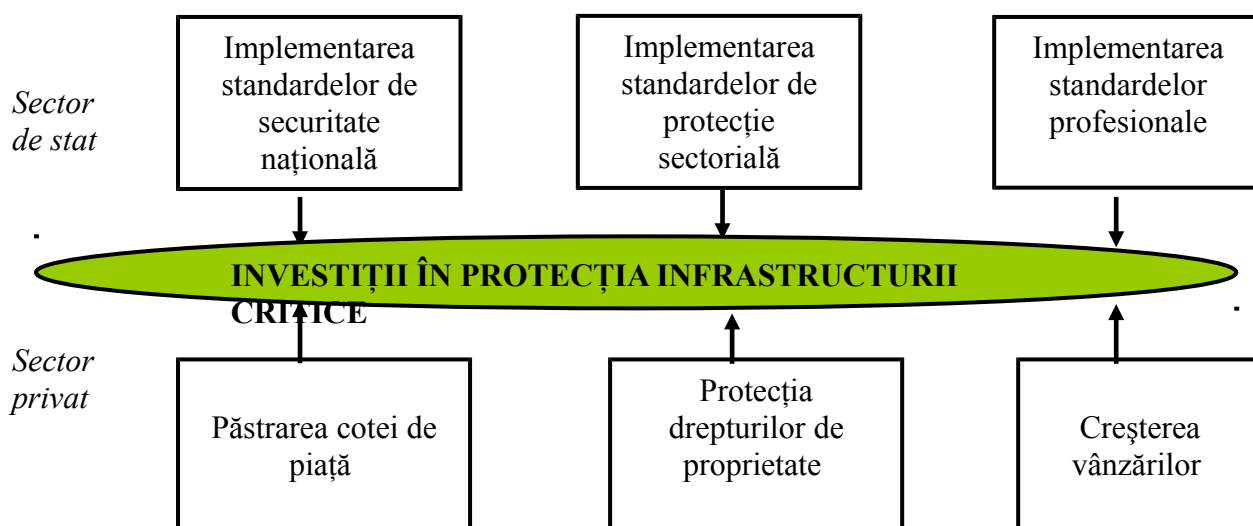 Implementarea
standardelor de
securitate
națională
Implementarea
standardelor de
protecție
sectorială
Implementarea
standardelor
profesionale
Sector
de stat
INVESTIȚII ÎN PROTECȚIA INFRASTRUCTURII
CRITICE
Sector
privat
Păstrarea cotei de
piață
Protecția
drepturilor de
proprietate
Creşterea
vânzărilor